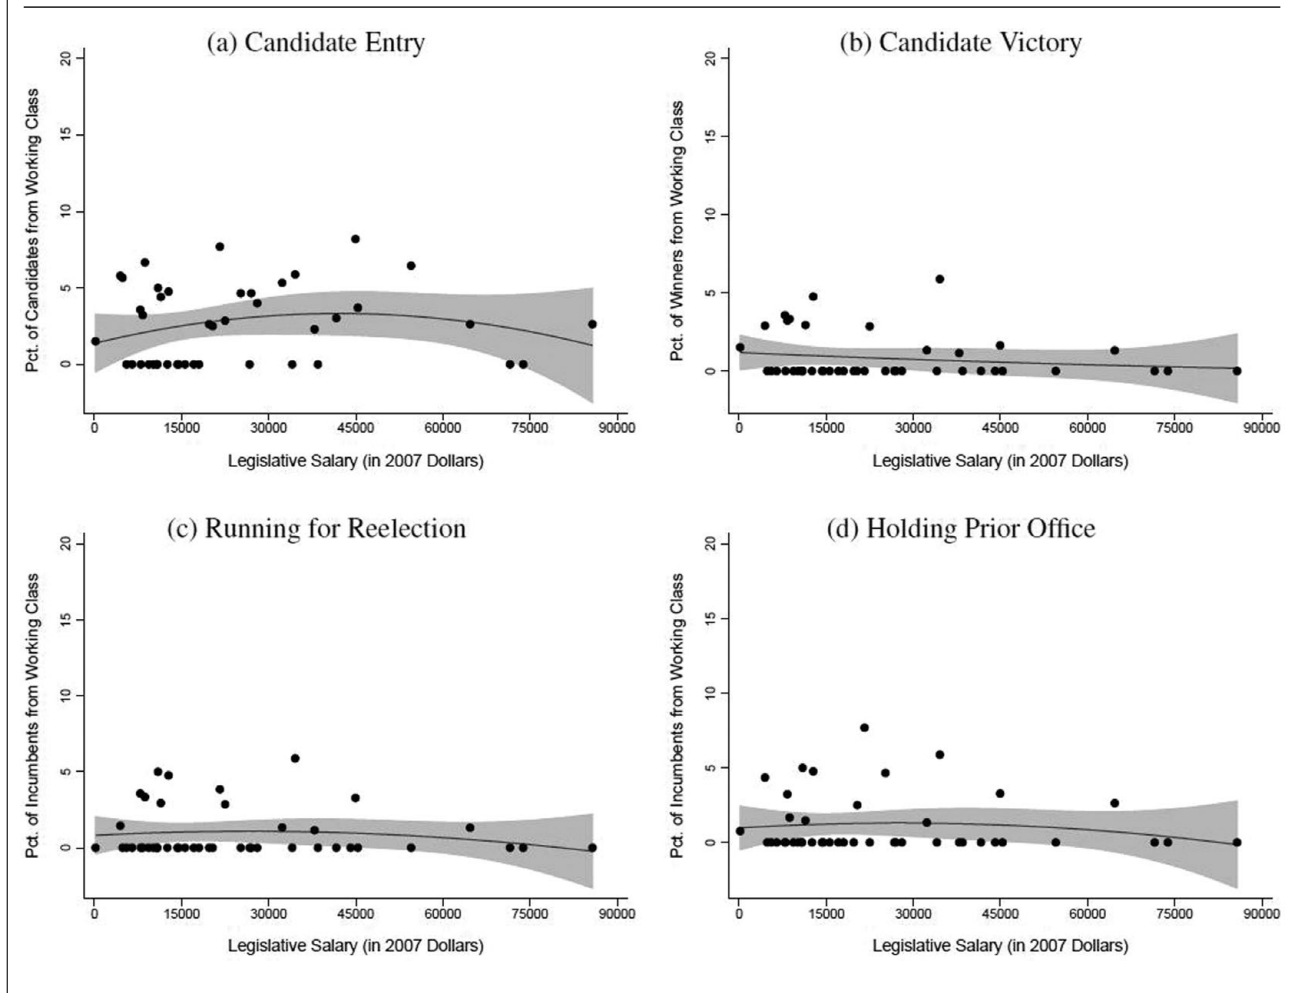 (a) Candidate Entry
Pct. of Candidates from Working Class
20
15
10
5
0
0 15000 30000 45000 60000 75000 90000
Legislative Salary (in 2007 Dollars)
(b) Candidate Victory
Pct. of Winners from Working Class
20
15
10
5
0
0 15000 30000 45000 60000 75000 90000
Legislative Salary (in 2007 Dollars)
(c) Running for Reelection
Pct. of Incumbents from Working Class
20
15
10
5
0
0 15000 30000 45000 60000 75000 90000
Legislative Salary (in 2007 Dollars)
(d) Holding Prior Office
Pct. of Incumbents from Working Class
20
15
10
5
0
0 15000 30000 45000 60000 75000 90000
Legislative Salary (in 2007 Dollars)